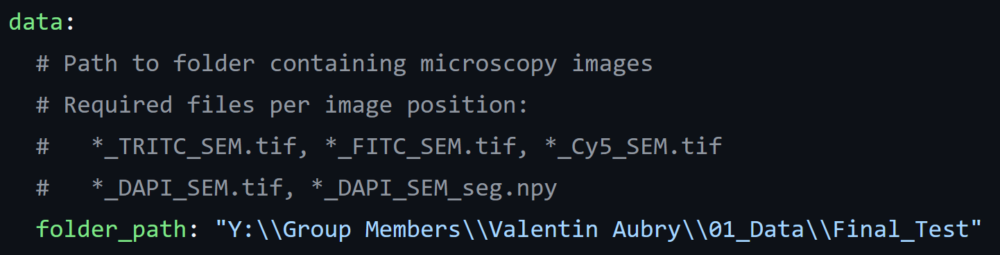 data:
  # Path to folder containing microscopy images
  # Required files per image position:
  #   *_TRITC_SEM.tif, *_FITC_SEM.tif, *_Cy5_SEM.tif
  #   *_DAPI_SEM.tif, *_DAPI_SEM_seg.npy
  folder_path: "Y:\\Group Members\\Valentin Aubry\\01_Data\\Final_Test"